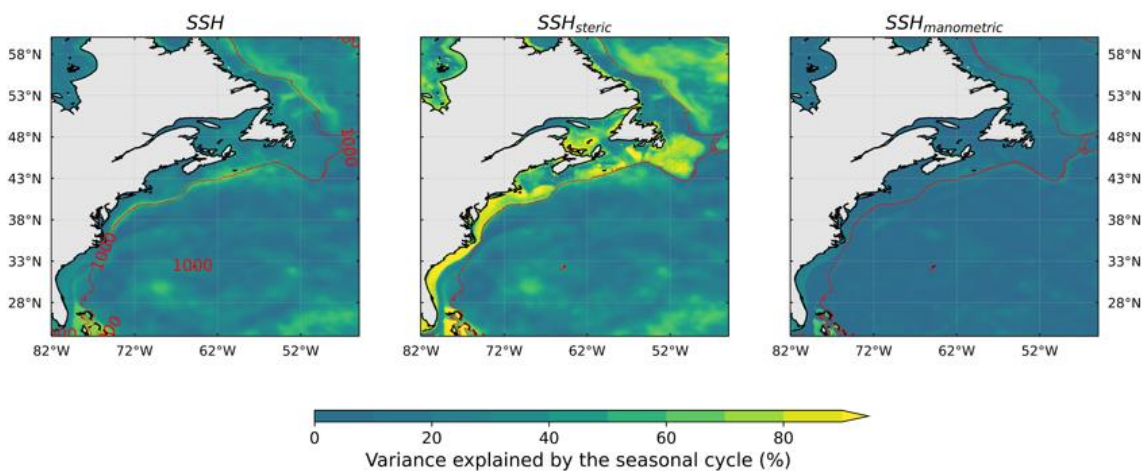 SSH
SSH_steric
SSH_manometric
58°N
53°N
48°N
43°N
38°N
33°N
28°N
1000
1000
1000
82°W
72°W
62°W
52°W
82°W
72°W
62°W
52°W
82°W
72°W
62°W
52°W
58°N
53°N
48°N
43°N
38°N
33°N
28°N
0
20
40
60
80
Variance explained by the seasonal cycle (%)